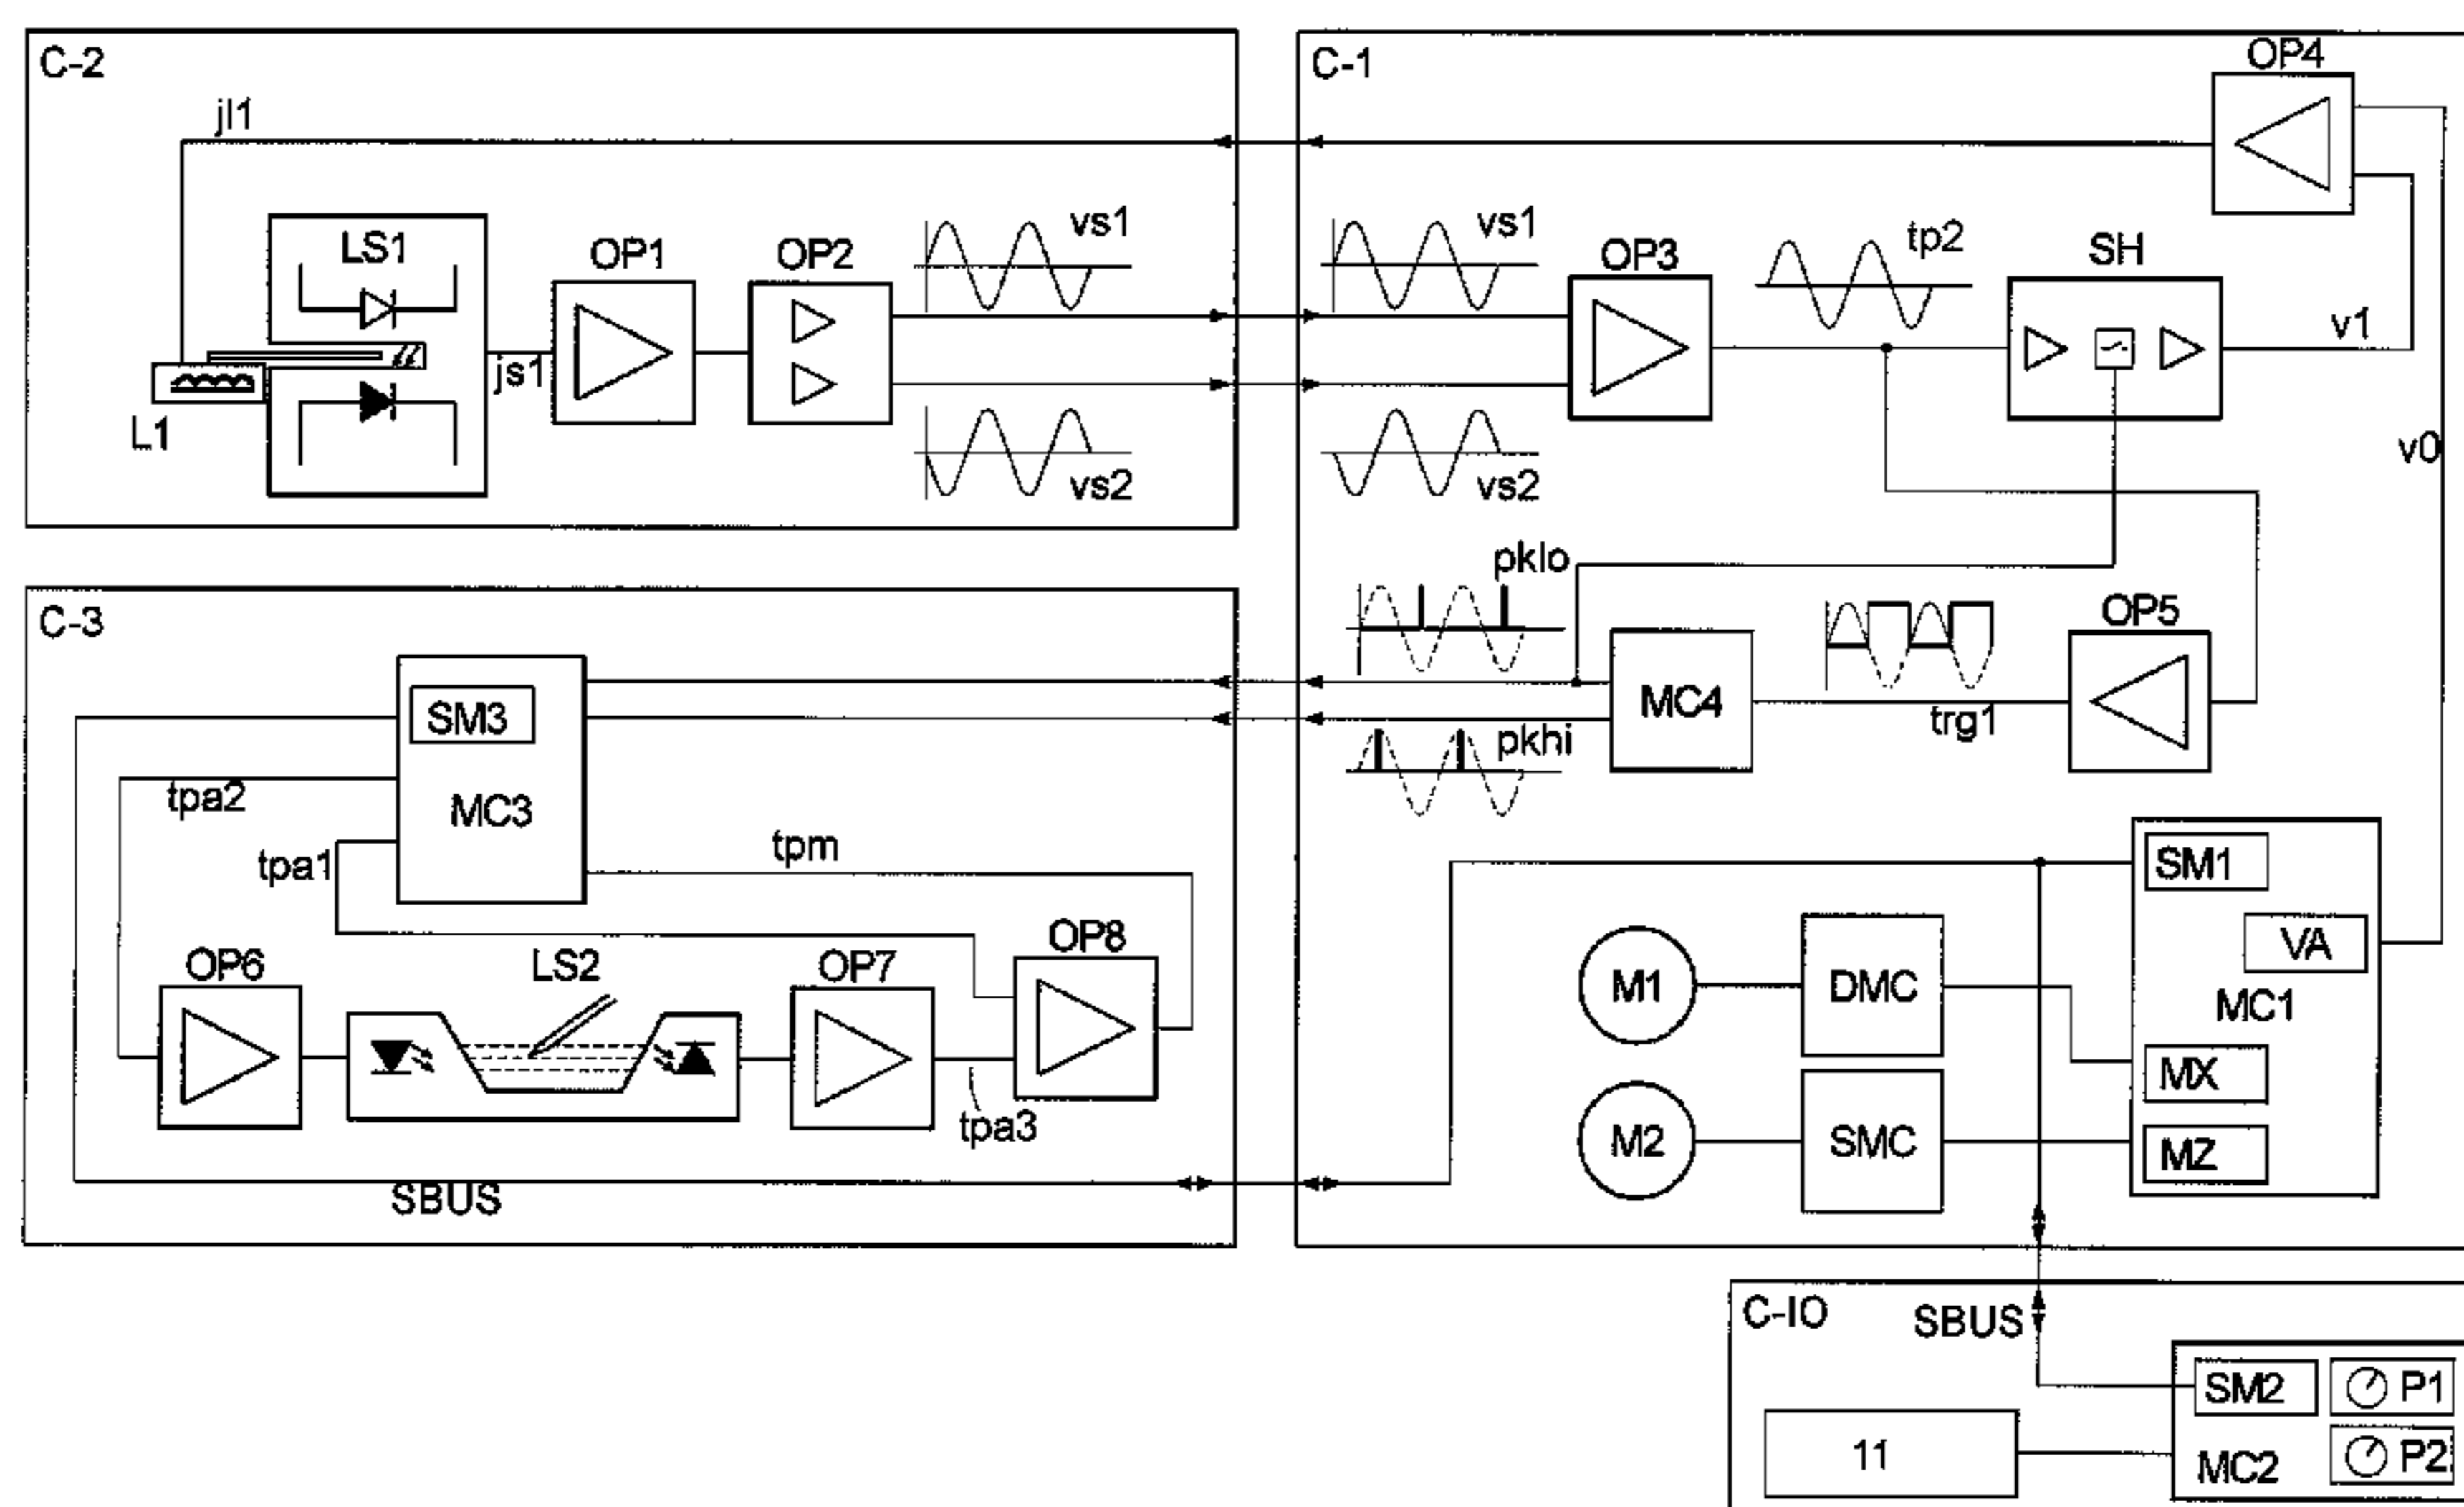 C-2
jl1
LS1
L1
js1
OP1
OP2
vs1
vs2
C-1
OP4
vs1
vs2
OP3
tp2
SH
v1
v0
pklo
pkhi
MC4
trg1
OP5
C-3
SM3
MC3
tpa2
tpa1
tpm
OP6
LS2
OP7
OP8
tpa3
SBUS
SM1
VA
MC1
MX
MZ
M1
DMC
M2
SMC
C-IO
SBUS
SM2
P1
11
MC2
P2